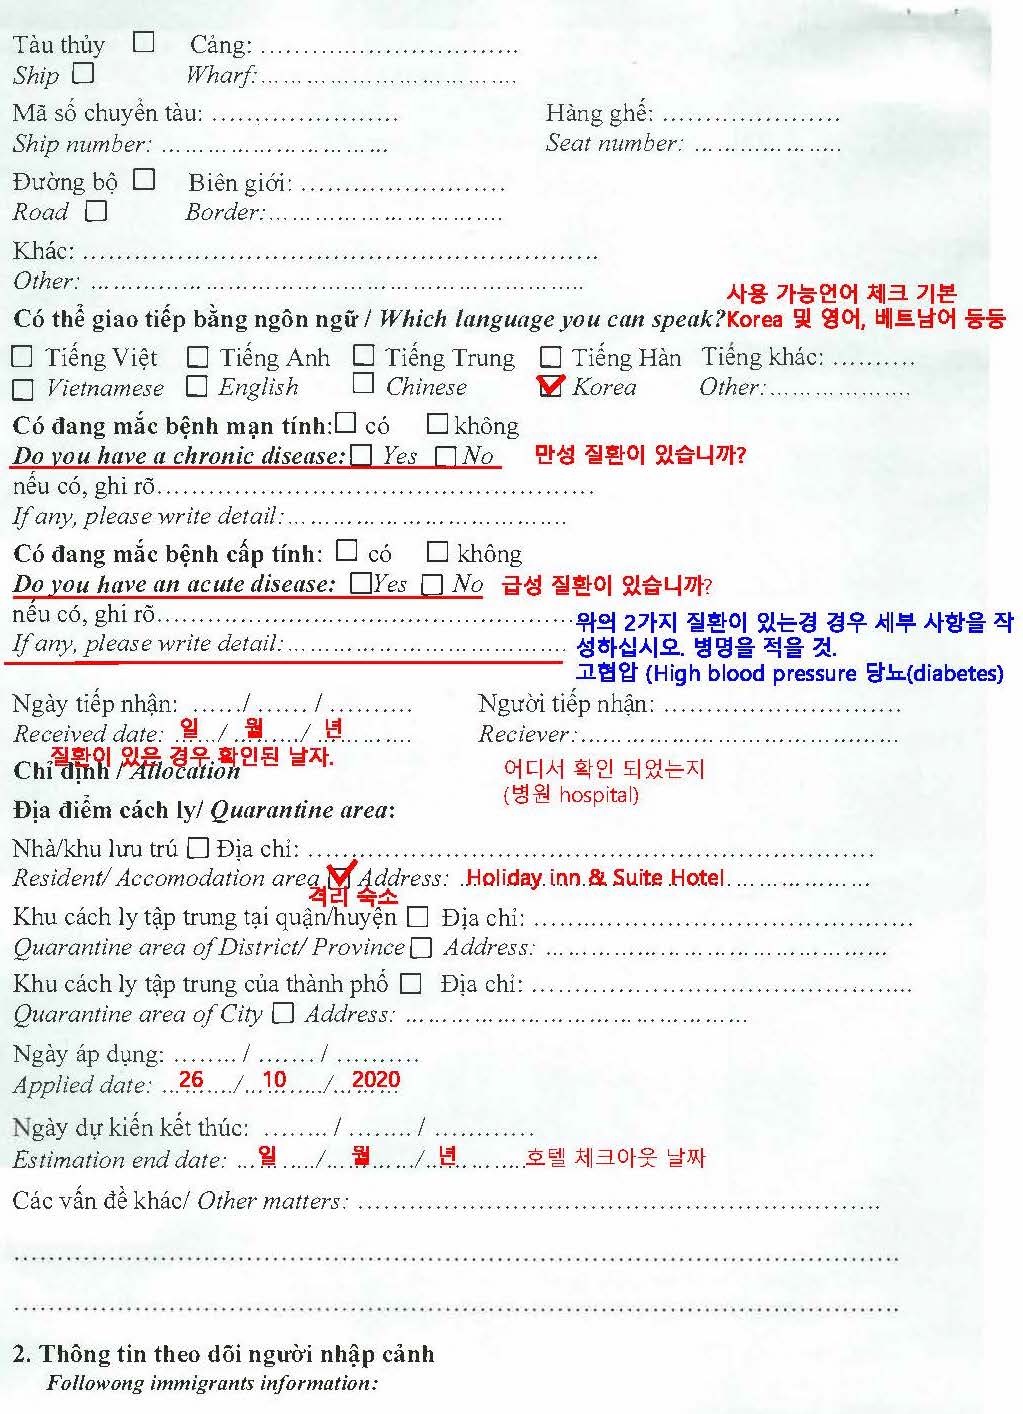 Tàu thủy ☐ Cảng: ....................................
Ship ☐ Wharf:....................................
Mã số chuyển tàu: ........................ Hàng ghế: ........................
Ship number: .............................. Seat number: ....................
Đường bộ ☐ Biên giới: ............................
Road ☐ Border:................................
Khác: ................................................................
Other: ................................................................
사용 가능언어 체크 기본
Có thể giao tiếp bằng ngôn ngữ / Which language you can speak? Korea 및 영어, 베트남어 등등
☐ Tiếng Việt ☐ Tiếng Anh ☐ Tiếng Trung ☐ Tiếng Hàn Tiếng khác: ..........
☐ Vietnamese ☐ English ☐ Chinese ☑ Korea Other:...................
Có đang mắc bệnh mạn tính:☐ có ☐ không
Do you have a chronic disease:☐ Yes ☐ No 만성 질환이 있습니까?
nếu có, ghi rõ....................................................
If any, please write detail:....................................
Có đang mắc bệnh cấp tính: ☐ có ☐ không
Do you have an acute disease: ☐Yes ☐ No 급성 질환이 있습니까?
nếu có, ghi rõ.................................................... 위의 2가지 질환이 있는경 경우 세부 사항을 작
If any, please write detail:.................................... 성하십시오. 병명을 적을 것.
고협압 (High blood pressure 당뇨(diabetes)
Ngày tiếp nhận: ....../ ...... / .......... Người tiếp nhận: ..............................
Received date: 일 / 월 / 년 Reciever:....................................
질환이 있은 경우 확인된 날자.
Chỉ định / Allocation 어디서 확인 되었는지
(병원 hospital)
Địa điểm cách ly/ Quarantine area:
Nhà/khu lưu trú ☐ Địa chỉ: ................................................................
Resident/ Accomodation area ☑ Address: Holiday inn & Suite Hotel ..................
격리 숙소
Khu cách ly tập trung tại quận/huyện ☐ Địa chỉ: ............................................
Quarantine area of District/ Province ☐ Address: ............................................
Khu cách ly tập trung của thành phố ☐ Địa chỉ: ............................................
Quarantine area of City ☐ Address: ............................................
Ngày áp dụng: ........ / ....... / ..........
Applied date: ..26...../...10....../...2020
Ngày dự kiến kết thúc: ........ / ........ / ............
Estimation end date: ... 일 ..../... 월 ...../.. 년 ........... 호텔 체크아웃 날짜
Các vấn đề khác/ Other matters: ............................................................
................................................................................................
................................................................................................
2. Thông tin theo dõi người nhập cảnh
Followong immigrants information: